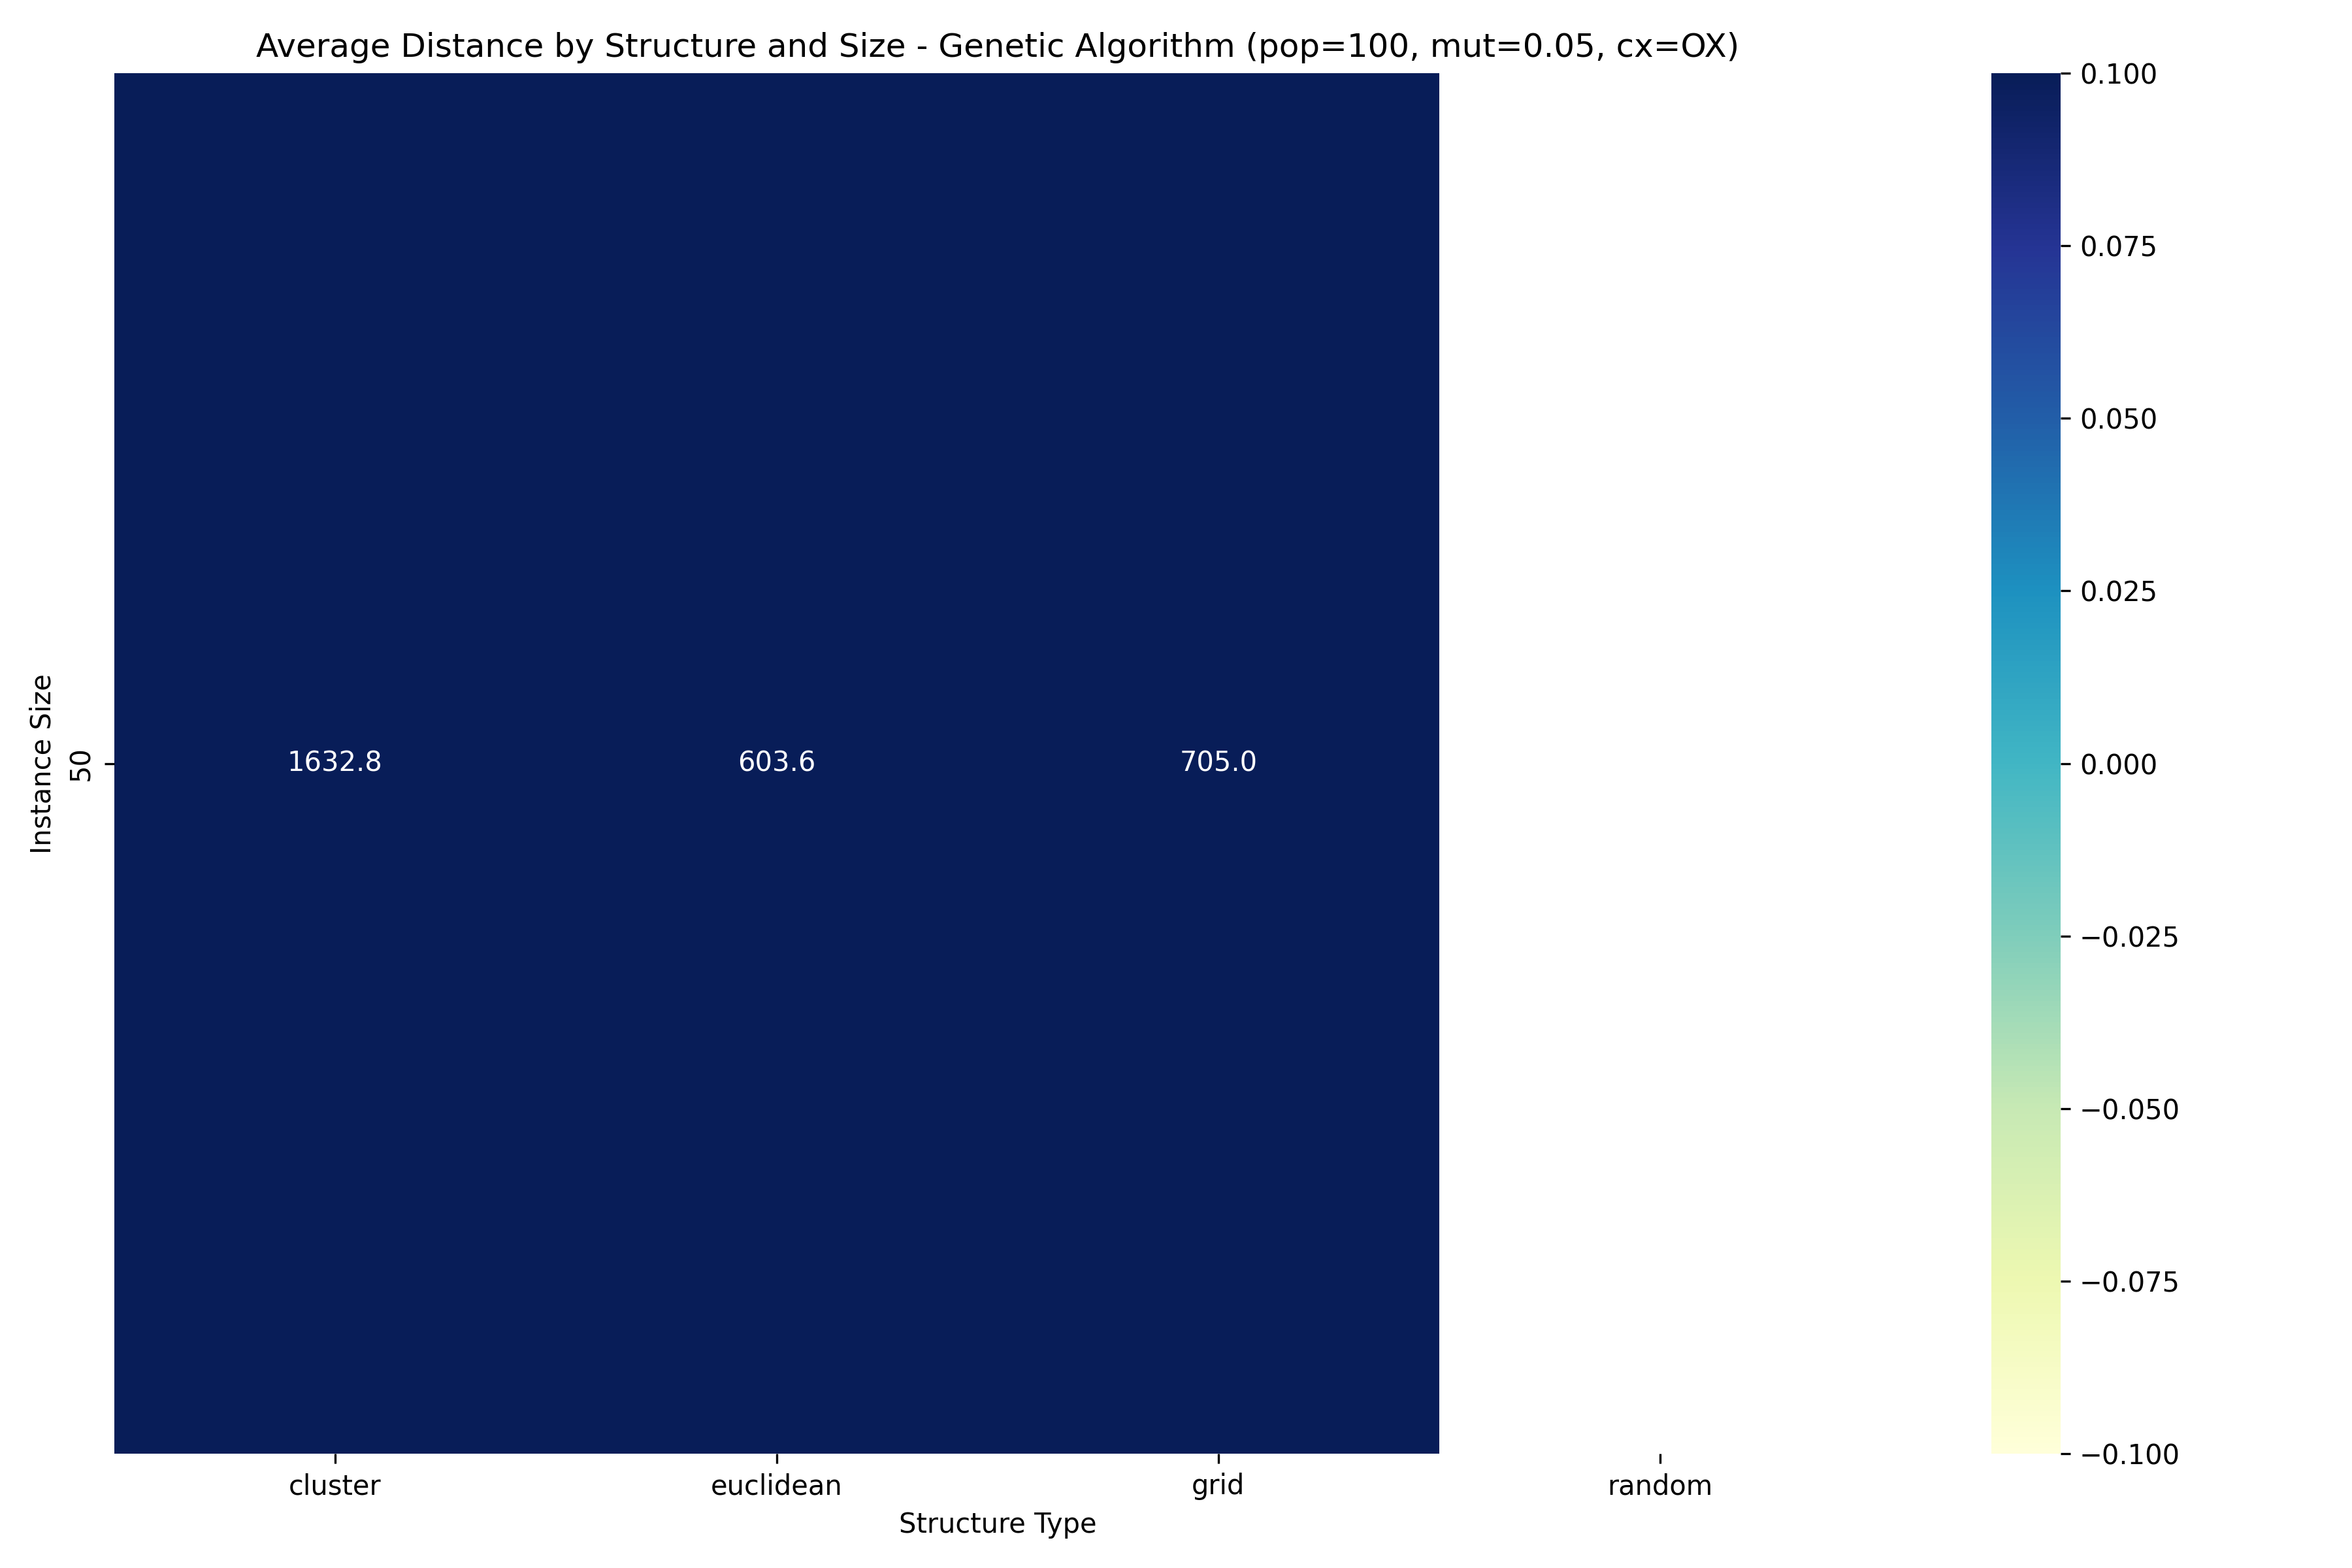 Average Distance by Structure and Size - Genetic Algorithm (pop=100, mut=0.05, cx=OX)
Instance Size
50
1632.8
603.6
705.0
cluster
euclidean
grid
random
Structure Type
0.100
0.075
0.050
0.025
0.000
−0.025
−0.050
−0.075
−0.100